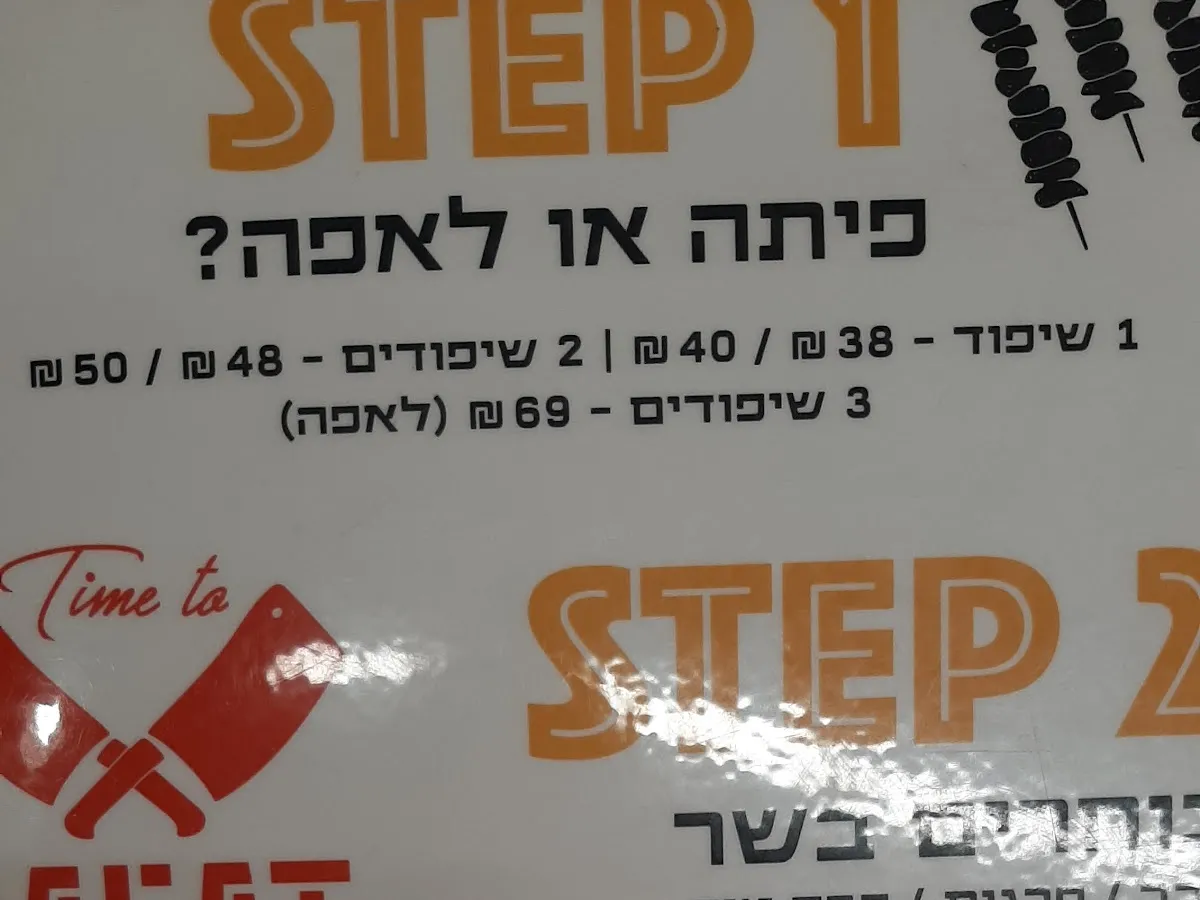 STEP 1
פיתה או לאפה?
1 שיפוד - 38 ₪ / 40 ₪ | 2 שיפודים - 48 ₪ / 50 ₪
3 שיפודים - 69 ₪ (לאפה)
Time to
STEP 2
בשר